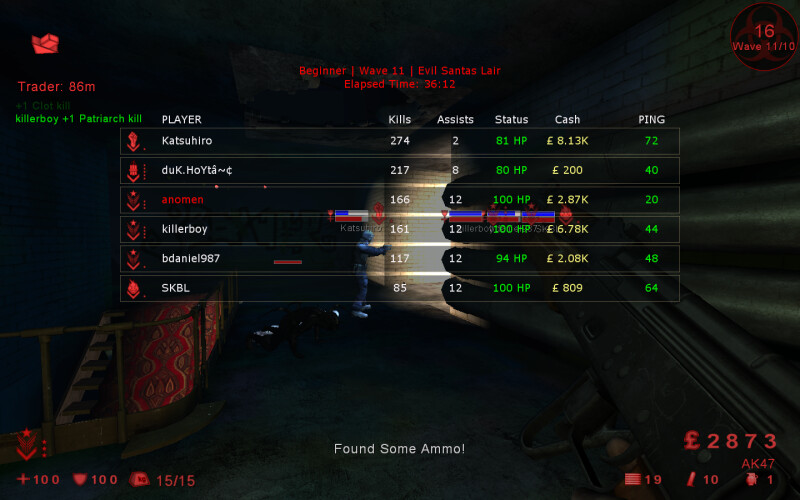 16
Wave 11/10
Beginner | Wave 11 | Evil Santas Lair
Elapsed Time: 36:12
Trader: 86m
+1 Clot kill
killerboy +1 Patriarch kill
PLAYER Kills Assists Status Cash PING
Katsuhiro 274 2 81 HP £ 8.13K 72
duK.HoYtâ~¢ 217 8 80 HP £ 200 40
anomen 166 12 100 HP £ 2.87K 20
Katsuhiro killerboy
killerboy 161 12 100 HP £ 6.78K 44
bdaniel987 117 12 94 HP £ 2.08K 48
SKBL 85 12 100 HP £ 809 64
Found Some Ammo!
£2873
AK47
100 100 15/15 19 10 1